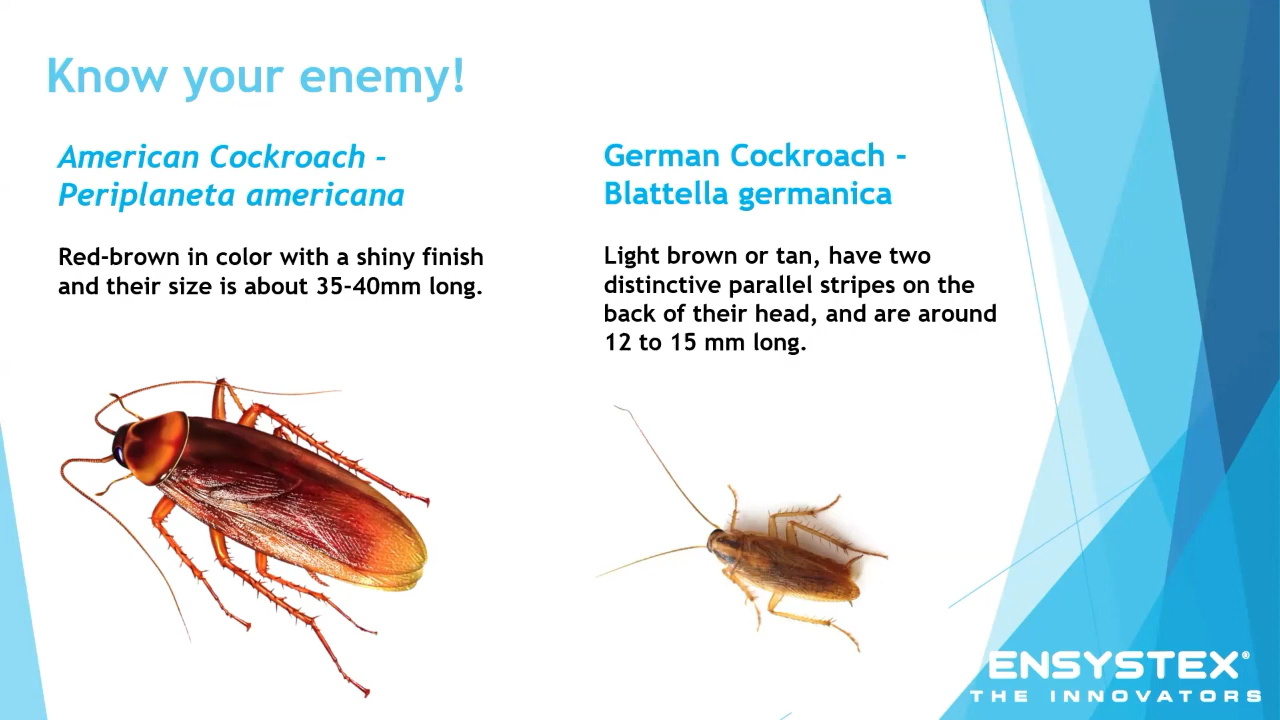 Know your enemy!
American Cockroach -
Periplaneta americana
Red-brown in color with a shiny finish
and their size is about 35-40mm long.
German Cockroach -
Blattella germanica
Light brown or tan, have two
distinctive parallel stripes on the
back of their head, and are around
12 to 15 mm long.
ENSYSTEX®
THE INNOVATORS